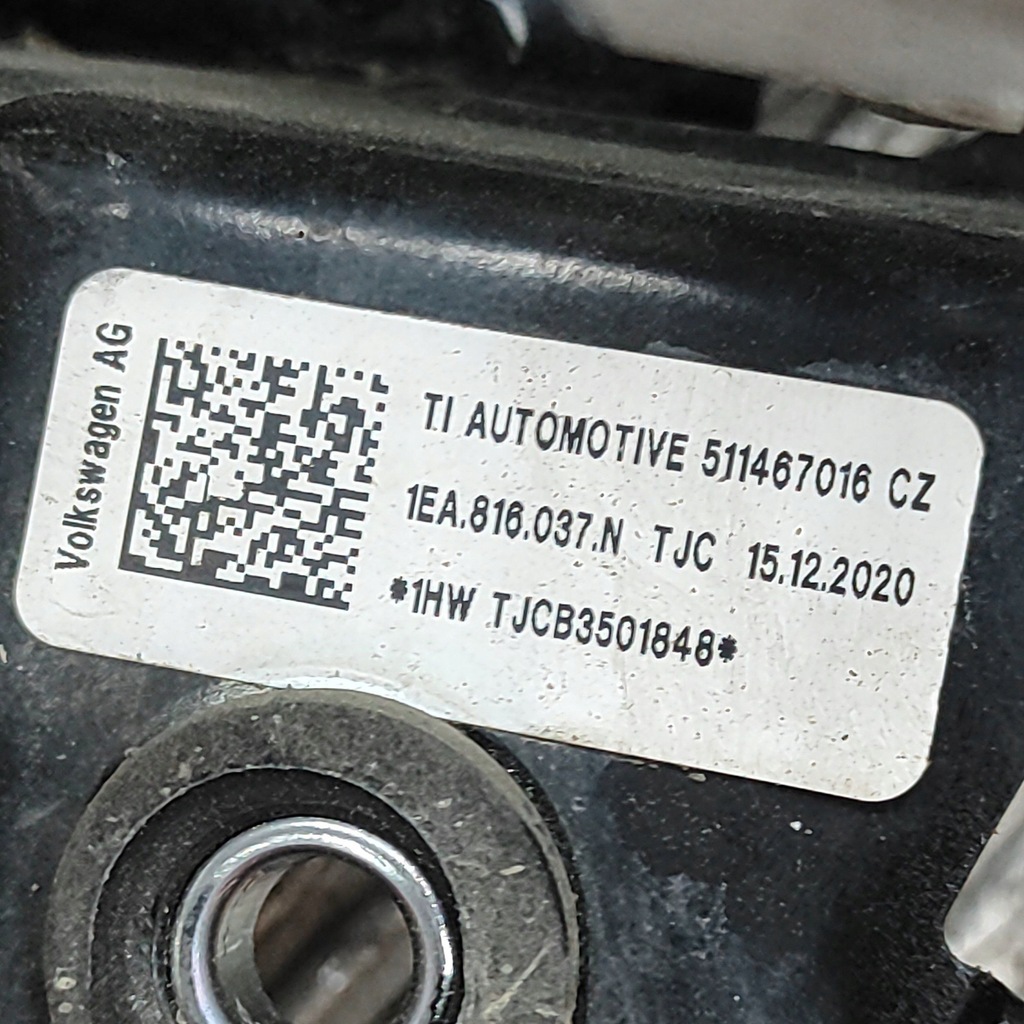 Volkswagen AG
TI AUTOMOTIVE 511467016 CZ
1EA.816.037.N TJC 15.12.2020
*1HW TJCB3501848*